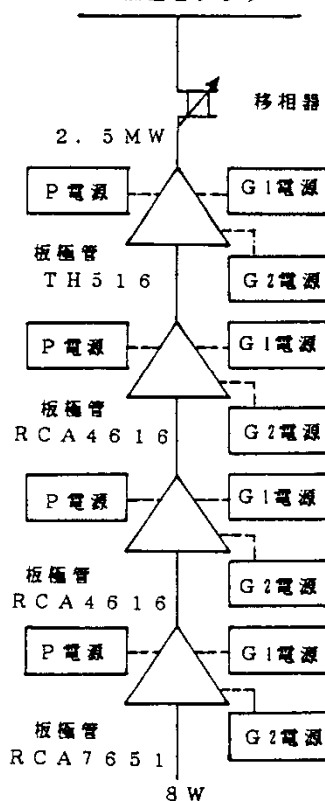 移相器
2.5MW
P電源
G1電源
板極管
TH516
G2電源
P電源
G1電源
板極管
RCA4616
G2電源
P電源
G1電源
板極管
RCA4616
G2電源
P電源
G1電源
板極管
RCA7651
G2電源
8W